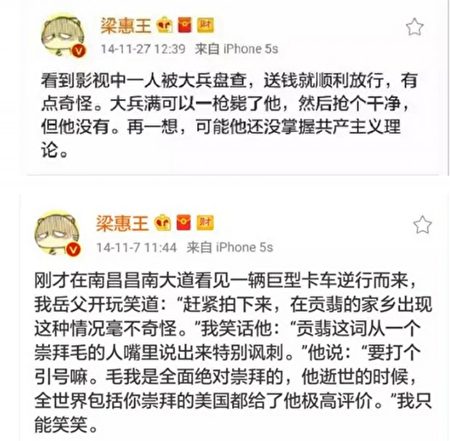 梁惠王 财
14-11-27 12:39 来自 iPhone 5s
看到影视中一人被大兵盘查，送钱就顺利放行，有
点奇怪。大兵满可以一枪毙了他，然后抢个干净，
但他没有。再一想，可能他还没掌握共产主义理
论。
梁惠王 财
14-11-7 11:44 来自 iPhone 5s
刚才在南昌昌南大道看见一辆巨型卡车逆行而来，
我岳父开玩笑道：“赶紧拍下来，在贡翡的家乡出现
这种情况毫不奇怪。”我笑话他：“贡翡这词从一个
崇拜毛的人嘴里说出来特别讽刺。”他说：“要打个
引号嘛。毛我是全面绝对崇拜的，他逝世的时候，
全世界包括你崇拜的美国都给了他极高评价。”我只
能笑笑。